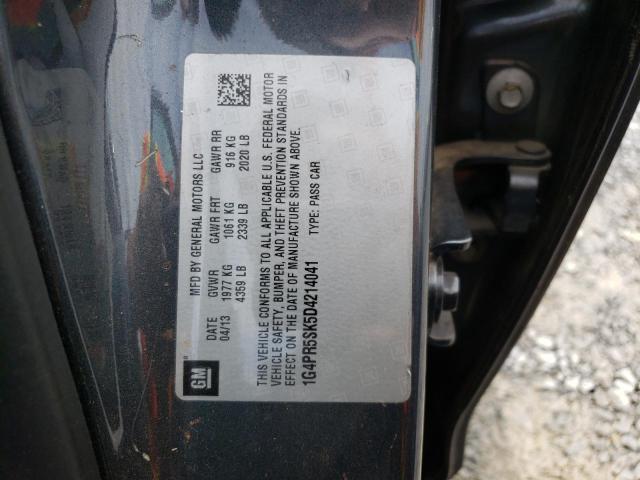 MFD BY GENERAL MOTORS LLC
DATE GVWR GAWR FRT GAWR RR
04/13 1977 KG 1061 KG 916 KG
4359 LB 2339 LB 2020 LB
THIS VEHICLE CONFORMS TO ALL APPLICABLE U.S. FEDERAL MOTOR
VEHICLE SAFETY, BUMPER, AND THEFT PREVENTION STANDARDS IN
EFFECT ON THE DATE OF MANUFACTURE SHOWN ABOVE.
1G4PR5SK5D4214041 TYPE: PASS CAR
GM